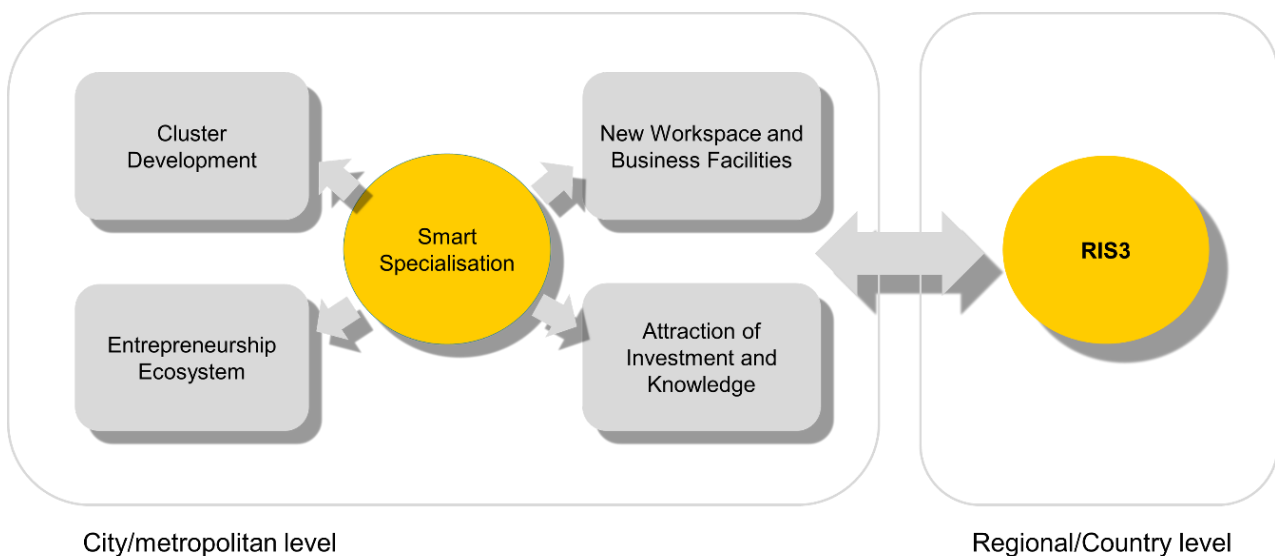 Cluster
Development
New Workspace and
Business Facilities
Smart
Specialisation
RIS3
Entrepreneurship
Ecosystem
Attraction of
Investment and
Knowledge
City/metropolitan level
Regional/Country level